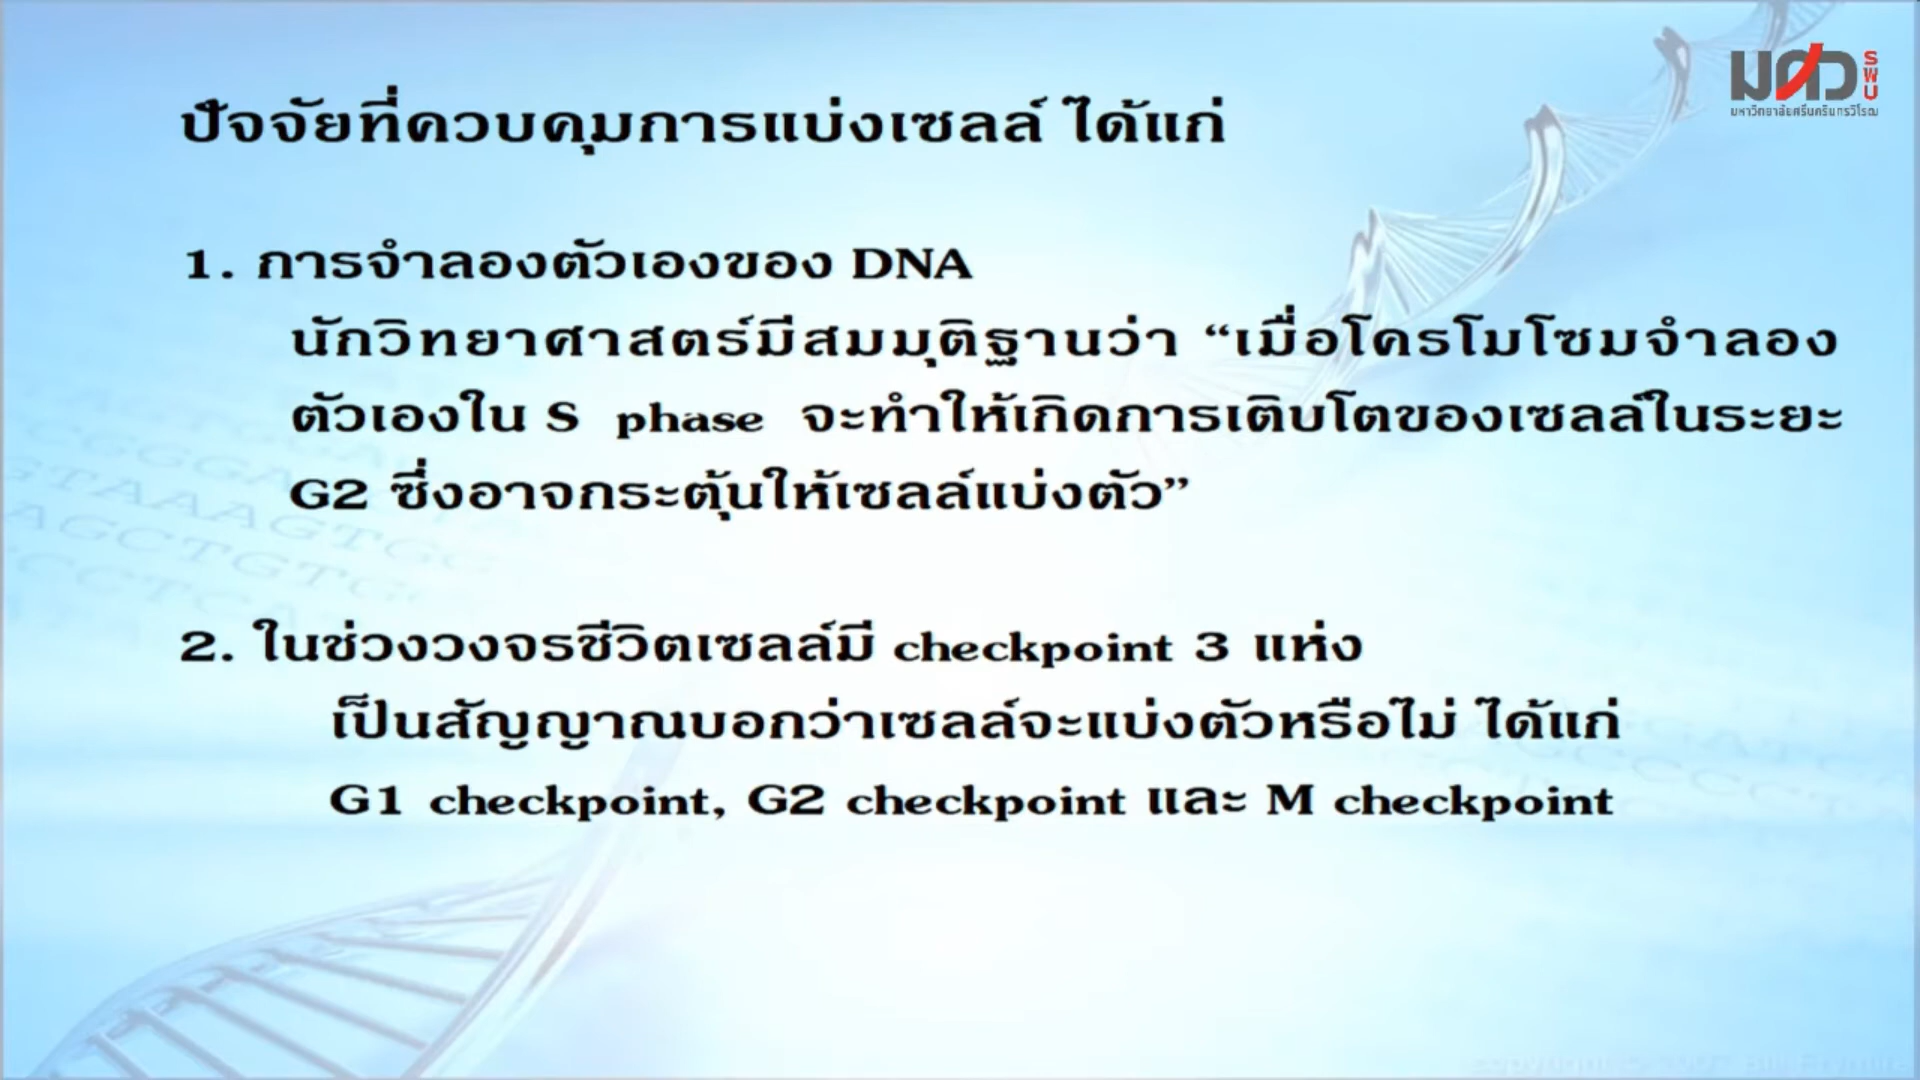 มศว
SWU
มหาวิทยาลัยศรีนครินทรวิโรฒ
ปัจจัยที่ควบคุมการแบ่งเซลล์ ได้แก่
1. การจำลองตัวเองของ DNA
นักวิทยาศาสตร์มีสมมุติฐานว่า “เมื่อโครโมโซมจำลอง
ตัวเองใน S phase จะทำให้เกิดการเติบโตของเซลล์ในระยะ
G2 ซึ่งอาจกระตุ้นให้เซลล์แบ่งตัว”
2. ในช่วงวงจรชีวิตเซลล์มี checkpoint 3 แห่ง
เป็นสัญญาณบอกว่าเซลล์จะแบ่งตัวหรือไม่ ได้แก่
G1 checkpoint, G2 checkpoint และ M checkpoint